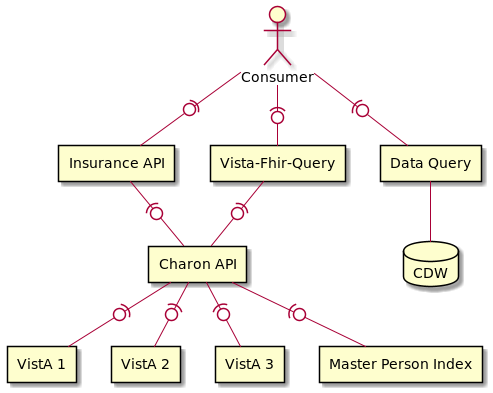 Consumer
Insurance API
Vista-Fhir-Query
Data Query
Charon API
CDW
VistA 1
VistA 2
VistA 3
Master Person Index